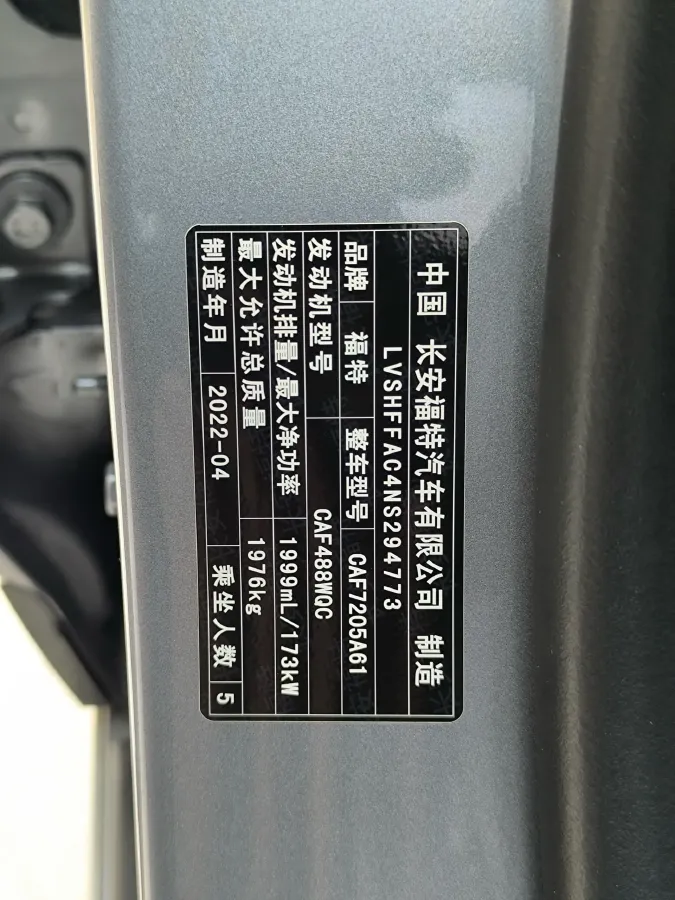 中国 长安福特汽车有限公司 制造
LVSHFFAC4NS294773
品牌 福特 整车型号 CAF7205A61
发动机型号 CAF488WQC
发动机排量/最大净功率 1999mL/173kW
最大允许总质量 1976kg
制造年月 2022-04 乘坐人数 5